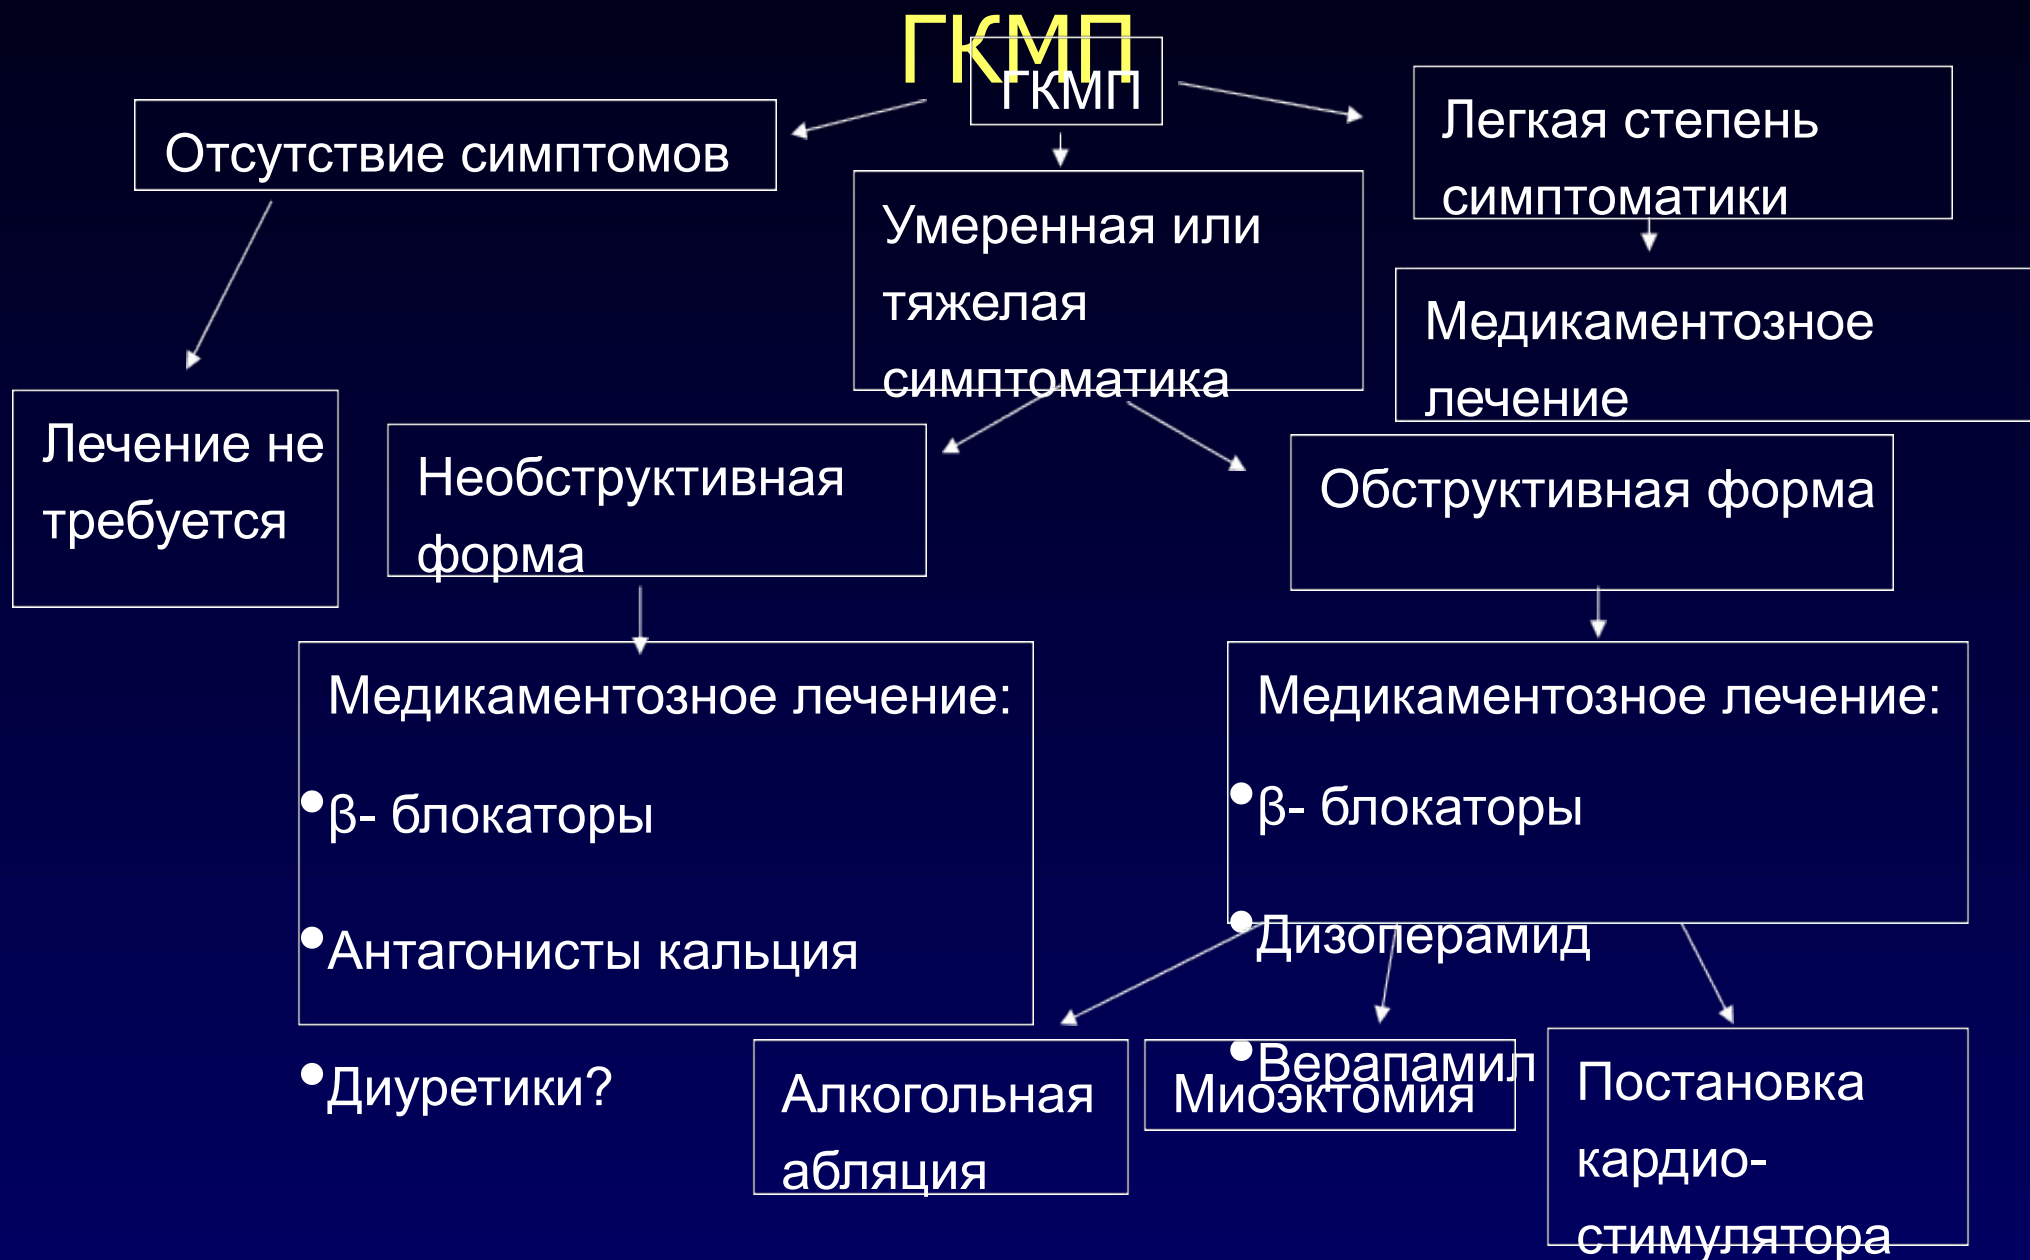 ГКМП
ГКМП
Отсутствие симптомов
Легкая степень
симптоматики
Умеренная или
тяжелая
симптоматика
Медикаментозное
лечение
Лечение не
требуется
Необструктивная
форма
Обструктивная форма
Медикаментозное лечение:
•β- блокаторы
•Антагонисты кальция
•Диуретики?
Медикаментозное лечение:
•β- блокаторы
•Дизоперамид
•Верапамил
Алкогольная
абляция
Миоэктомия
Постановка
кардио-
стимулятора